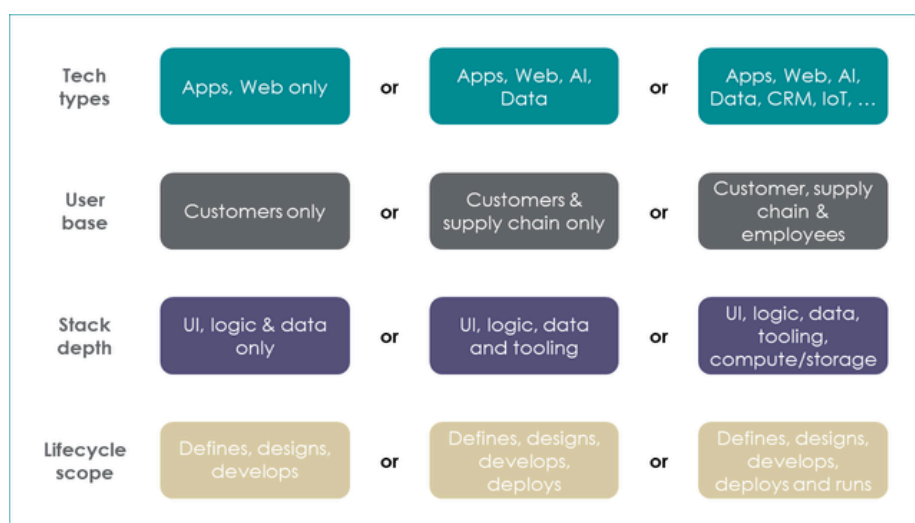 Tech
types
Apps, Web only
or
Apps, Web, AI,
Data
or
Apps, Web, AI,
Data, CRM, IoT, ...
User
base
Customers only
or
Customers &
supply chain only
or
Customer, supply
chain &
employees
Stack
depth
UI, logic & data
only
or
UI, logic, data
and tooling
or
UI, logic, data,
tooling,
compute/storage
Lifecycle
scope
Defines, designs,
develops
or
Defines, designs,
develops,
deploys
or
Defines, designs,
develops,
deploys and runs